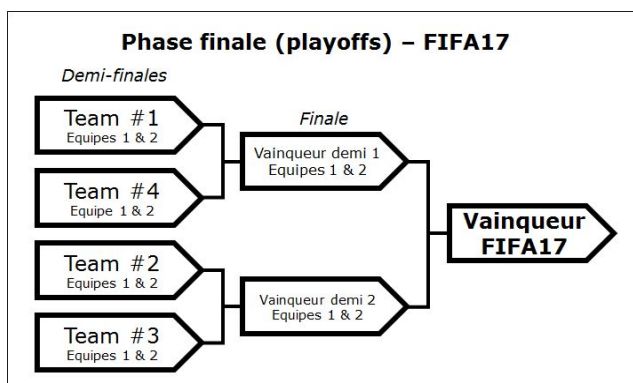 Phase finale (playoffs) – FIFA17
Demi-finales
Team #1
Equipes 1 & 2
Team #4
Equipe 1 & 2
Team #2
Equipes 1 & 2
Team #3
Equipes 1 & 2
Finale
Vainqueur demi 1
Equipes 1 & 2
Vainqueur demi 2
Equipes 1 & 2
Vainqueur
FIFA17